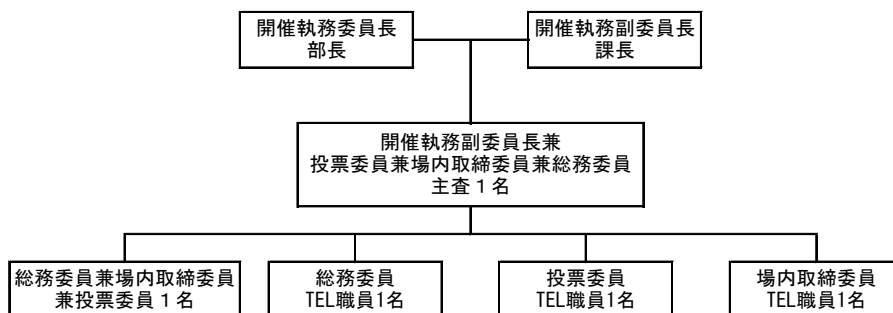 開催執務委員長
部長
開催執務副委員長
課長
開催執務副委員長兼
投票委員兼場内取締委員兼総務委員
主査１名
総務委員兼場内取締委員
兼投票委員１名
総務委員
TEL職員1名
投票委員
TEL職員1名
場内取締委員
TEL職員1名